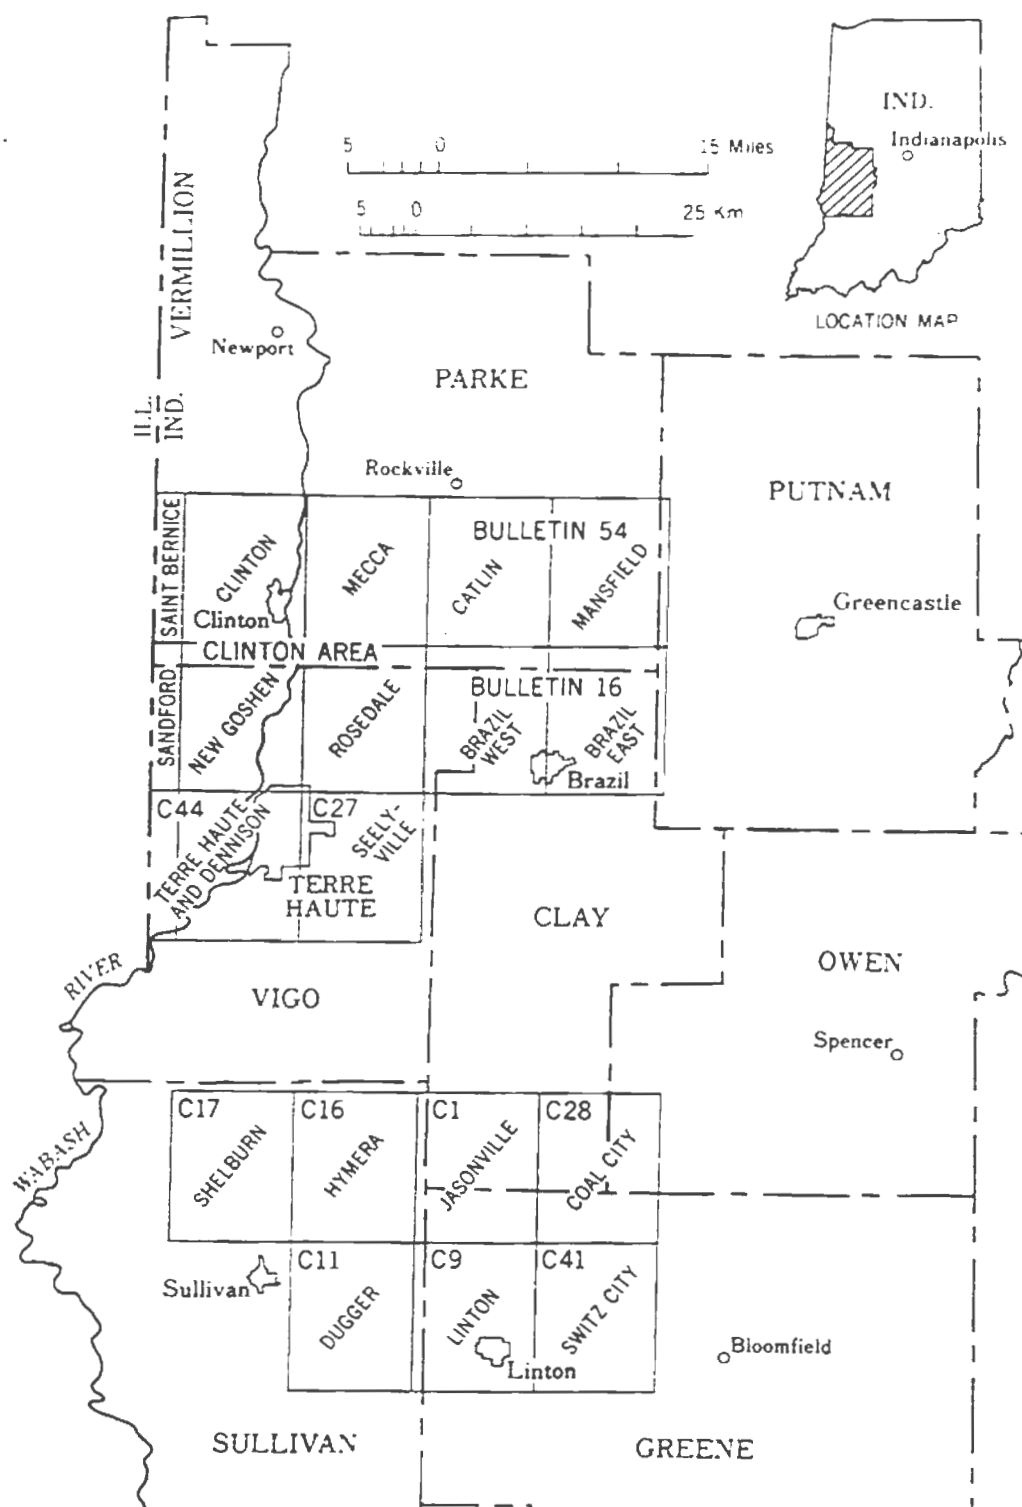 IND.
Indianapolis
LOCATION MAP
5 0 15 Miles
5 0 25 Km
VERMILLION
Newport
ILL.
IND.
PARKE
Rockville
PUTNAM
Greencastle
SAINT BERNICE
CLINTON
Clinton
MECCA
BULLETIN 54
CATLIN
MANSFIELD
CLINTON AREA
SANDFORD
NEW GOSHEN
ROSEDALE
BULLETIN 16
BRAZIL
WEST
BRAZIL
EAST
Brazil
C44
TERRE HAUTE
AND DENNISON
C27
SEELY-
VILLE
TERRE
HAUTE
CLAY
OWEN
Spencer
VIGO
WABASH
RIVER
C17
SHELBURN
C16
HYMERA
C1
JASONVILLE
C28
COAL CITY
Sullivan
C11
DUGGER
C9
LINTON
Linton
C41
SWITZ CITY
Bloomfield
SULLIVAN
GREENE